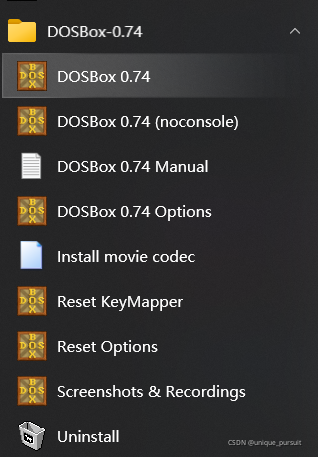 DOSBox-0.74
DOSBox 0.74
DOSBox 0.74 (noconsole)
DOSBox 0.74 Manual
DOSBox 0.74 Options
Install movie codec
Reset KeyMapper
Reset Options
Screenshots & Recordings
Uninstall
CSDN @unique_pursuit